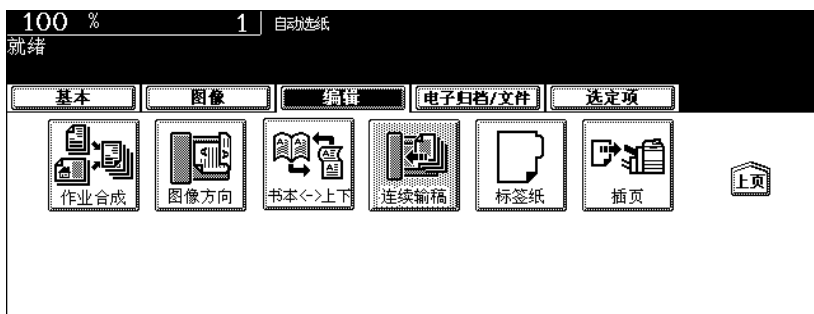 100 % 1 自动选纸
就绪
基本 图像 编辑 电子归档/文件 选定项
作业合成 图像方向 书本<->上下 连续输稿 标签纸 插页 上页